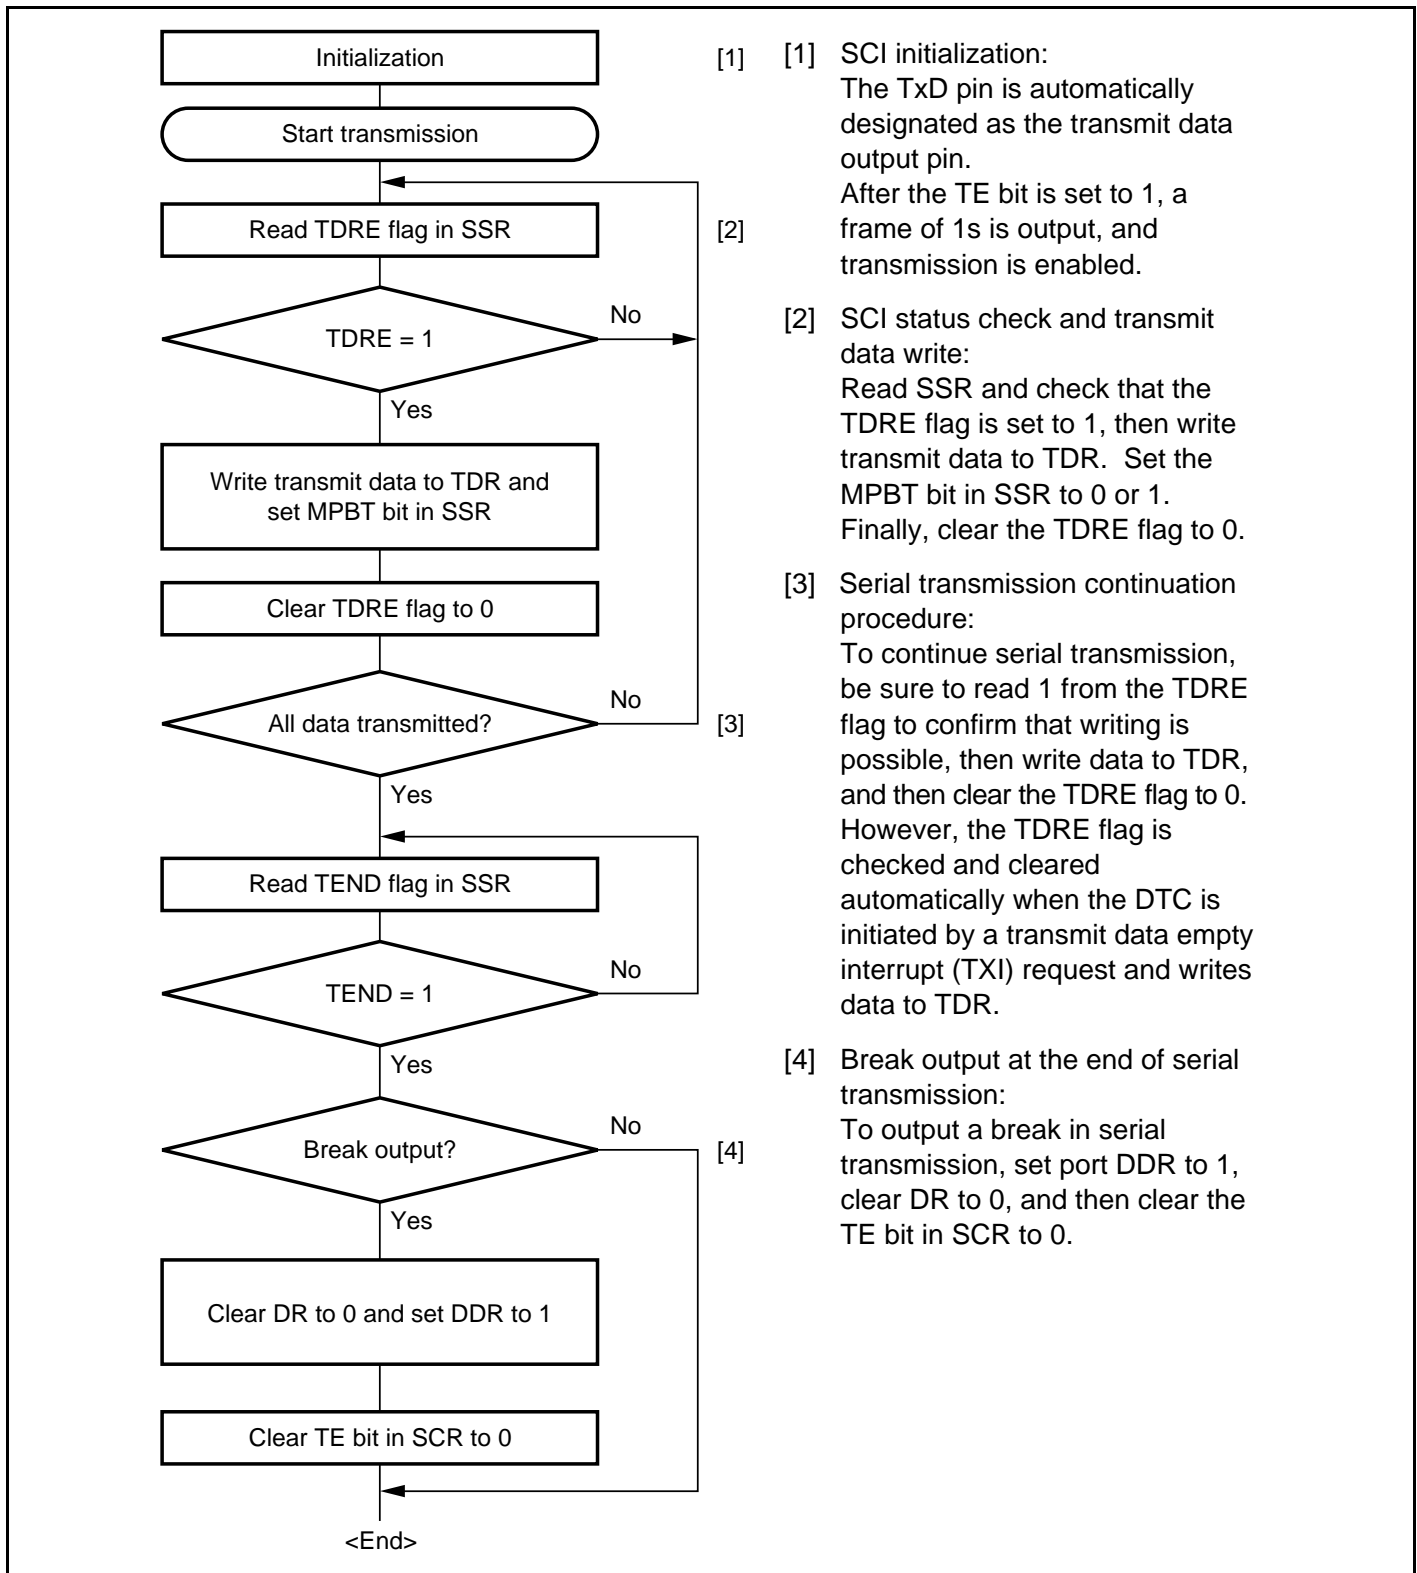 Initialization
[1]
Start transmission
Read TDRE flag in SSR
[2]
TDRE = 1
No
Yes
Write transmit data to TDR and
set MPBT bit in SSR
Clear TDRE flag to 0
All data transmitted?
No
[3]
Yes
Read TEND flag in SSR
TEND = 1
No
Yes
Break output?
No
[4]
Yes
Clear DR to 0 and set DDR to 1
Clear TE bit in SCR to 0
<End>
[1] SCI initialization:
The TxD pin is automatically
designated as the transmit data
output pin.
After the TE bit is set to 1, a
frame of 1s is output, and
transmission is enabled.
[2] SCI status check and transmit
data write:
Read SSR and check that the
TDRE flag is set to 1, then write
transmit data to TDR.  Set the
MPBT bit in SSR to 0 or 1.
Finally, clear the TDRE flag to 0.
[3] Serial transmission continuation
procedure:
To continue serial transmission,
be sure to read 1 from the TDRE
flag to confirm that writing is
possible, then write data to TDR,
and then clear the TDRE flag to 0.
However, the TDRE flag is
checked and cleared
automatically when the DTC is
initiated by a transmit data empty
interrupt (TXI) request and writes
data to TDR.
[4] Break output at the end of serial
transmission:
To output a break in serial
transmission, set port DDR to 1,
clear DR to 0, and then clear the
TE bit in SCR to 0.